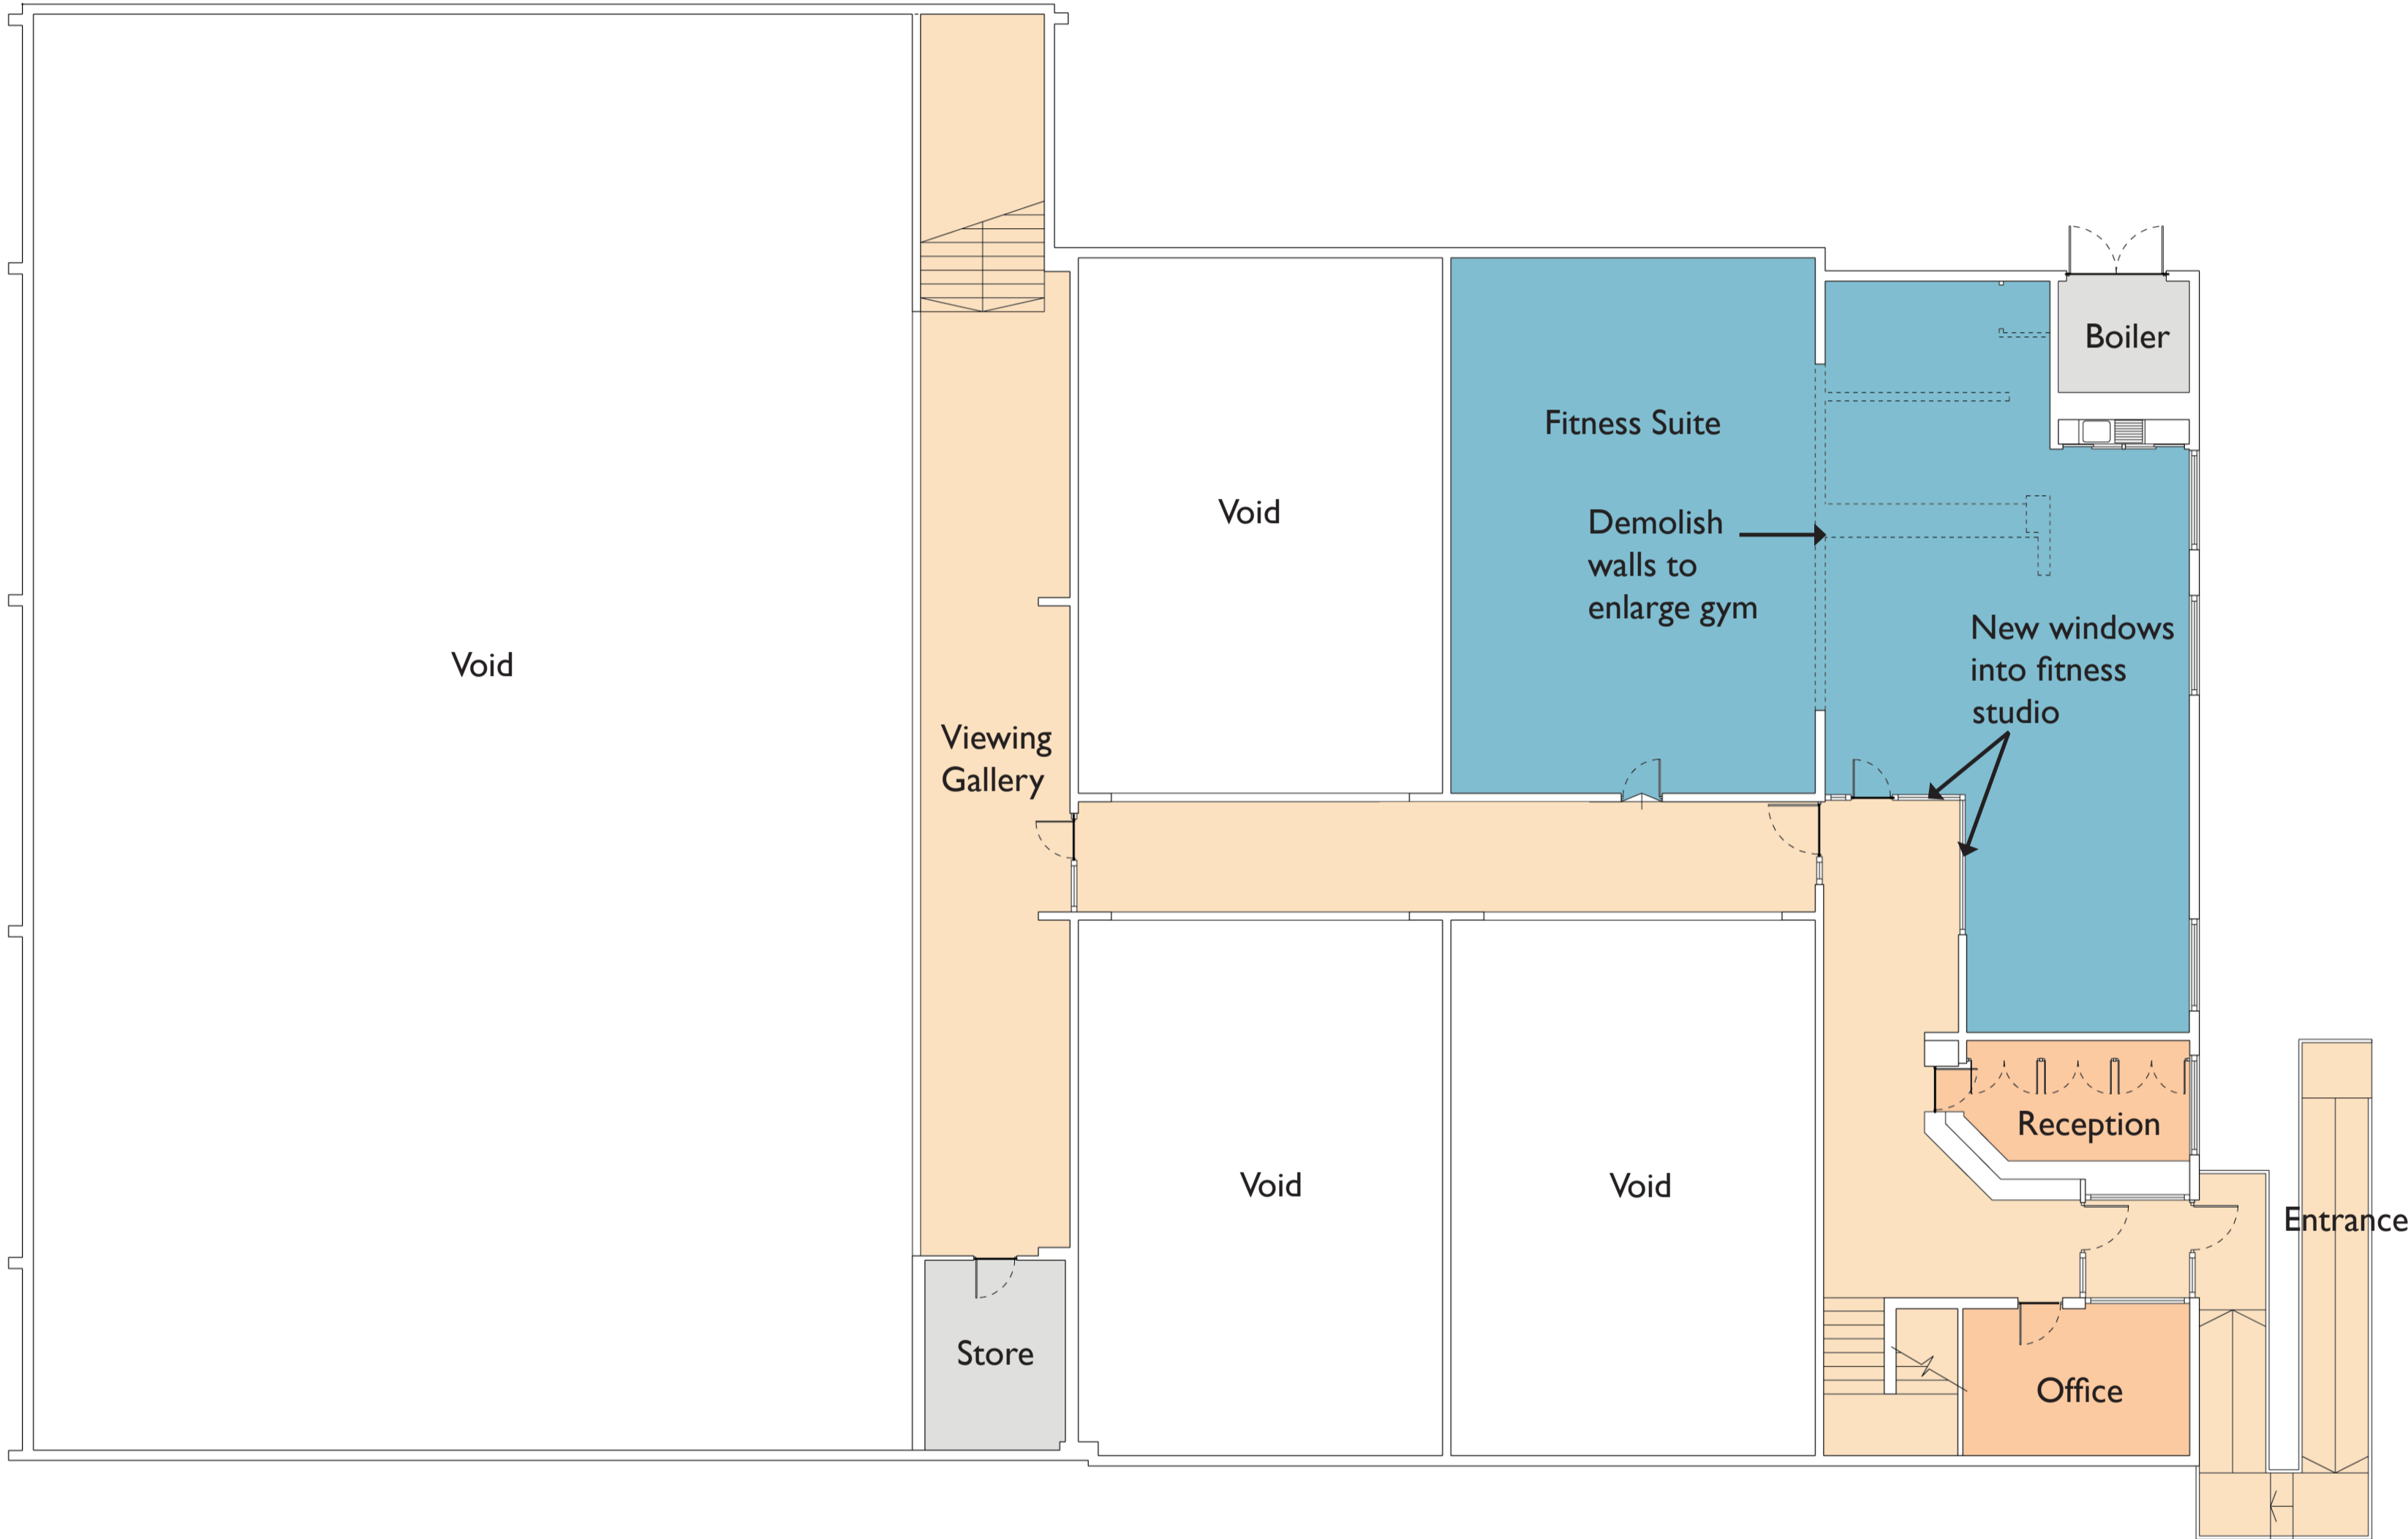 Boiler
Fitness Suite
Void
Demolish
walls to
enlarge gym
New windows
into fitness
studio
Void
Viewing
Gallery
Reception
Void
Void
Entrance
Store
Office